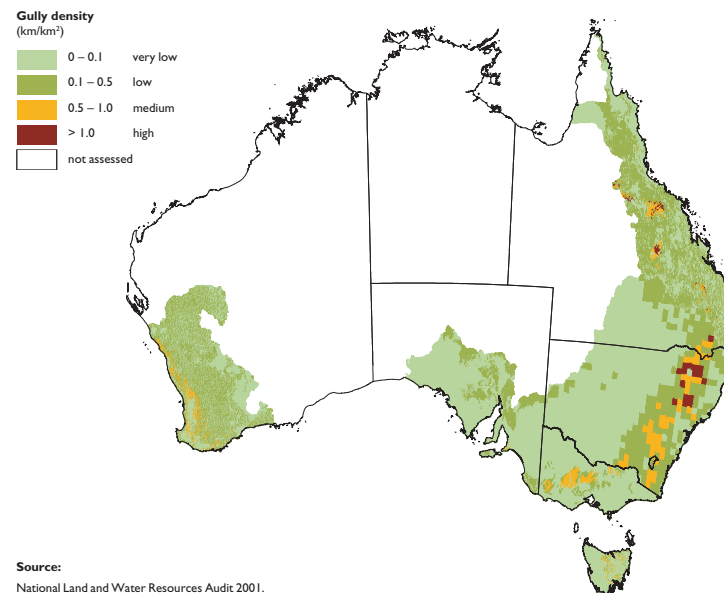 Gully density
(km/km²)
0 – 0.1 very low
0.1 – 0.5 low
0.5 – 1.0 medium
> 1.0 high
not assessed
Source:
National Land and Water Resources Audit 2001.